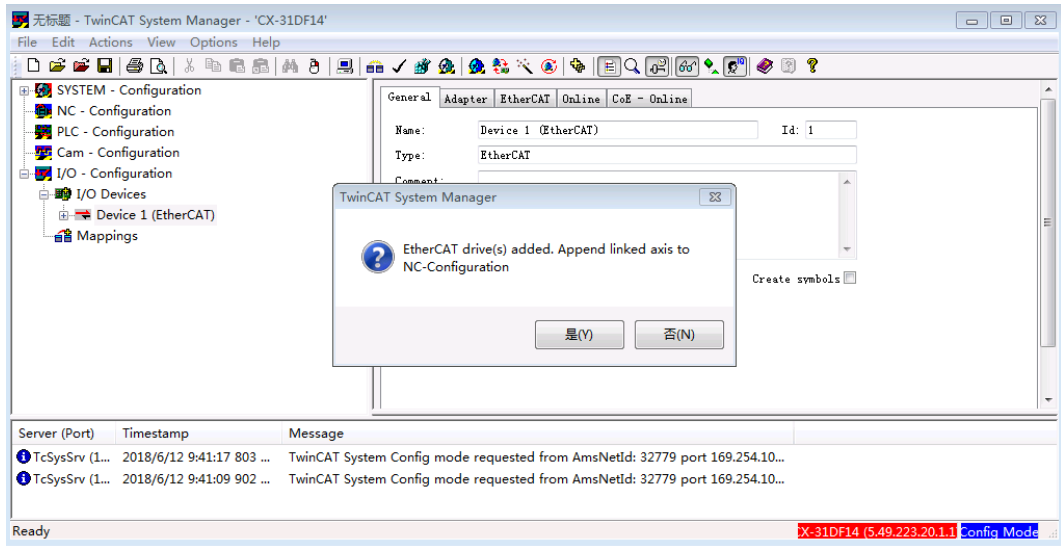 无标题 - TwinCAT System Manager - 'CX-31DF14'
File Edit Actions View Options Help
SYSTEM - Configuration
NC - Configuration
PLC - Configuration
Cam - Configuration
I/O - Configuration
I/O Devices
Device 1 (EtherCAT)
Mappings
General Adapter EtherCAT Online CoE - Online
Name: Device 1 (EtherCAT) Id: 1
Type: EtherCAT
Comment:
Create symbols
TwinCAT System Manager
EtherCAT drive(s) added. Append linked axis to
NC-Configuration
是(Y) 否(N)
Server (Port) Timestamp Message
TcSysSrv (1... 2018/6/12 9:41:17 803 ... TwinCAT System Config mode requested from AmsNetId: 32779 port 169.254.10...
TcSysSrv (1... 2018/6/12 9:41:09 902 ... TwinCAT System Config mode requested from AmsNetId: 32779 port 169.254.10...
Ready X-31DF14 (5.49.223.20.1.1 Config Mode